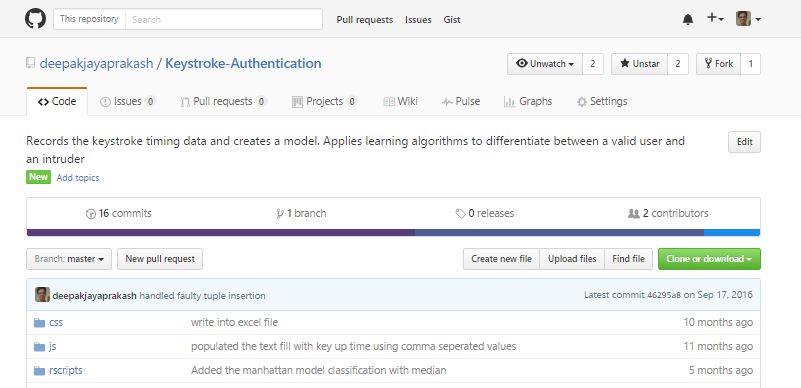 This repository Search Pull requests Issues Gist
deepakjayaprakash / Keystroke-Authentication Unwatch 2 Unstar 2 Fork 1
Code Issues 0 Pull requests 0 Projects 0 Wiki Pulse Graphs Settings
Records the keystroke timing data and creates a model. Applies learning algorithms to differentiate between a valid user and Edit
an intruder
New Add topics
16 commits 1 branch 0 releases 2 contributors
Branch: master New pull request Create new file Upload files Find file Clone or download
deepakjayaprakash handled faulty tuple insertion Latest commit 46295a8 on Sep 17, 2016
css write into excel file 10 months ago
js populated the text fill with key up time using comma seperated values 11 months ago
rscripts Added the manhattan model classification with median 5 months ago